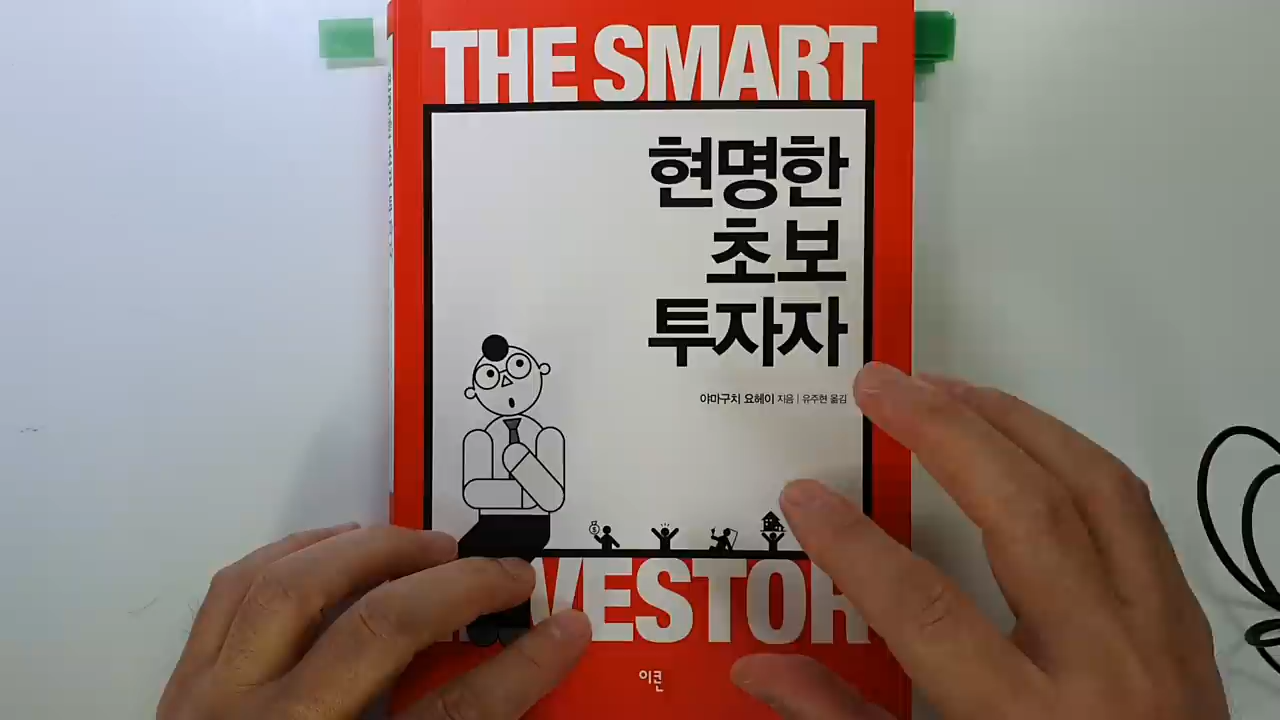 THE SMART
현명한
초보
투자자
야마구치 요헤이 지음 | 유주현 옮김
VESTOR
이콘